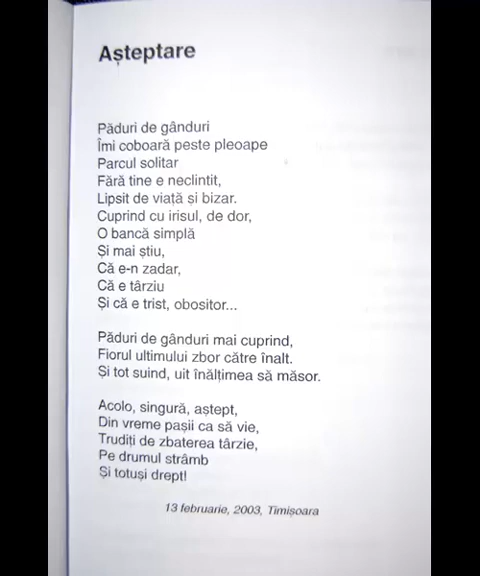 Așteptare
Păduri de gânduri
Îmi coboară peste pleoape
Parcul solitar
Fără tine e neclintit,
Lipsit de viață și bizar.
Cuprind cu irisul, de dor,
O bancă simplă
Și mai știu,
Că e-n zadar,
Că e târziu
Și că e trist, obositor...
Păduri de gânduri mai cuprind,
Fiorul ultimului zbor către înalt.
Și tot suind, uit înălțimea să măsor.
Acolo, singură, aștept,
Din vreme pașii ca să vie,
Trudiți de zbaterea târzie,
Pe drumul strâmb
Și totuși drept!
13 februarie, 2003, Timișoara